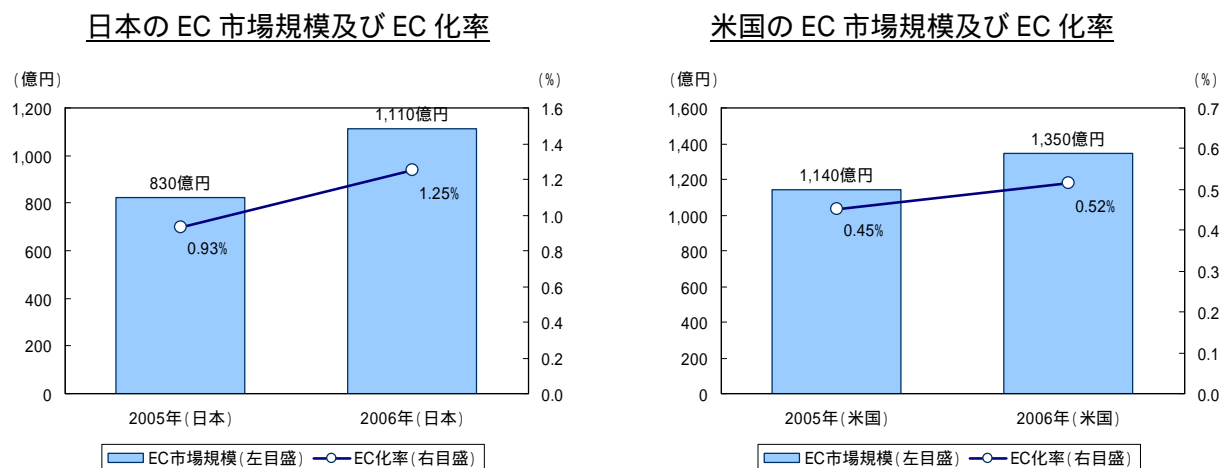 日本の EC 市場規模及び EC 化率
(億円)
(%)
1,200
1,000
800
600
400
200
0
1.6
1.4
1.2
1.0
0.8
0.6
0.4
0.2
0.0
830億円
1,110億円
0.93%
1.25%
2005年(日本)
2006年(日本)
EC市場規模(左目盛)
EC化率(右目盛)
米国の EC 市場規模及び EC 化率
(億円)
(%)
1,600
1,400
1,200
1,000
800
600
400
200
0
0.7
0.6
0.5
0.4
0.3
0.2
0.1
0.0
1,140億円
1,350億円
0.45%
0.52%
2005年(米国)
2006年(米国)
EC市場規模(左目盛)
EC化率(右目盛)